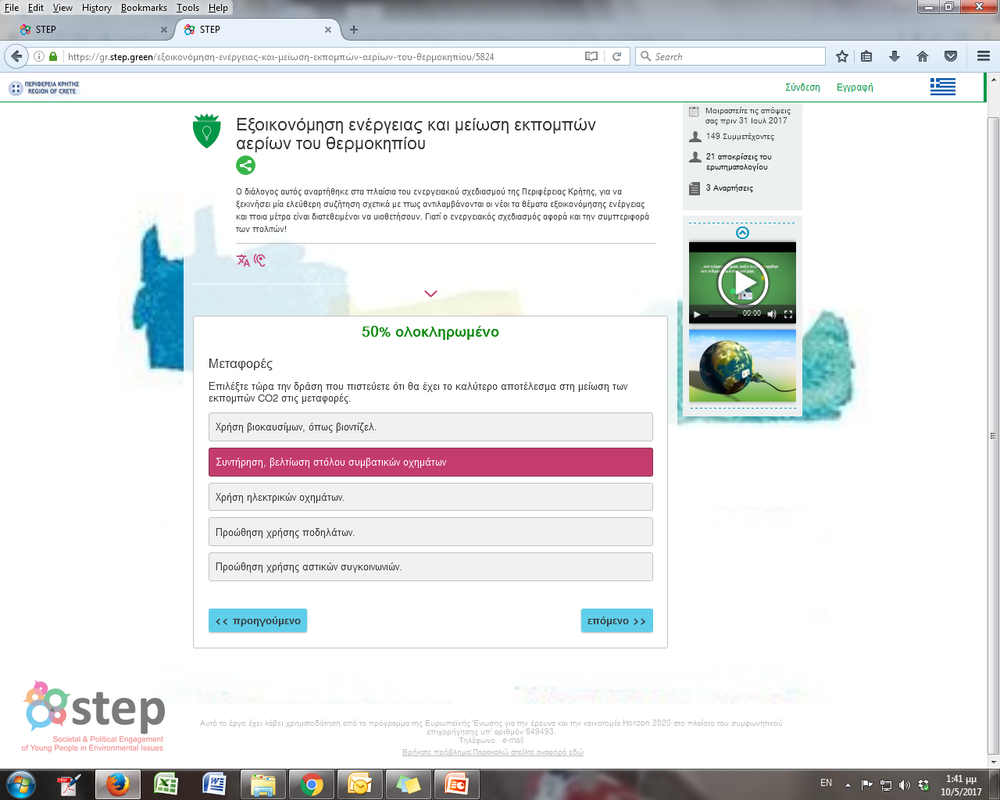 File Edit View History Bookmarks Tools Help
STEP
STEP
https://gr.step.green/εξοικονόμηση-ενέργειας-και-μείωση-εκπομπών-αερίων-του-θερμοκηπίου/5824
Search
ΠΕΡΙΦΕΡΕΙΑ ΚΡΗΤΗΣ
REGION OF CRETE
Σύνδεση Εγγραφή
Εξοικονόμηση ενέργειας και μείωση εκπομπών
αερίων του θερμοκηπίου
Ο διάλογος αυτός αναρτήθηκε στα πλαίσια του ενεργειακού σχεδιασμού της Περιφέρειας Κρήτης, για να
ξεκινήσει μία ελεύθερη συζήτηση σχετικά με πως αντιλαμβάνονται οι νέοι τα θέματα εξοικονόμησης ενέργειας
και ποια μέτρα είναι διατεθειμένοι να υιοθετήσουν. Γιατί ο ενεργειακός σχεδιασμός αφορά και την συμπεριφορά
των πολιτών!
Μοιραστείτε τις απόψεις
σας πριν 31 Ιουλ 2017
149 Συμμετέχοντες
21 αποκρίσεις του
ερωτηματολογίου
3 Αναρτήσεις
00:00
50% ολοκληρωμένο
Μεταφορές
Επιλέξτε τώρα την δράση που πιστεύετε ότι θα έχει το καλύτερο αποτέλεσμα στη μείωση των
εκπομπών CO2 στις μεταφορές.
Χρήση βιοκαυσίμων, όπως βιοντίζελ.
Συντήρηση, βελτίωση στόλου συμβατικών οχημάτων
Χρήση ηλεκτρικών οχημάτων.
Προώθηση χρήσης ποδηλάτων.
Προώθηση χρήσης αστικών συγκοινωνιών.
<< προηγούμενο
επόμενο >>
step
Societal & Political Engagement
of Young People in Environmental Issues
Αυτό το έργο έχει λάβει χρηματοδότηση από το πρόγραμμα της Ευρωπαϊκής Ένωσης για την έρευνα και την καινοτομία Horizon 2020 στο πλαίσιο του συμφωνητικού
επιχορήγησης υπ' αριθμόν 649493.
Τηλέφωνο e-mail
Βρήκατε πρόβλημα;Παρακαλώ στείλτε αναφορά εδώ
EN
1:41 μμ
10/5/2017